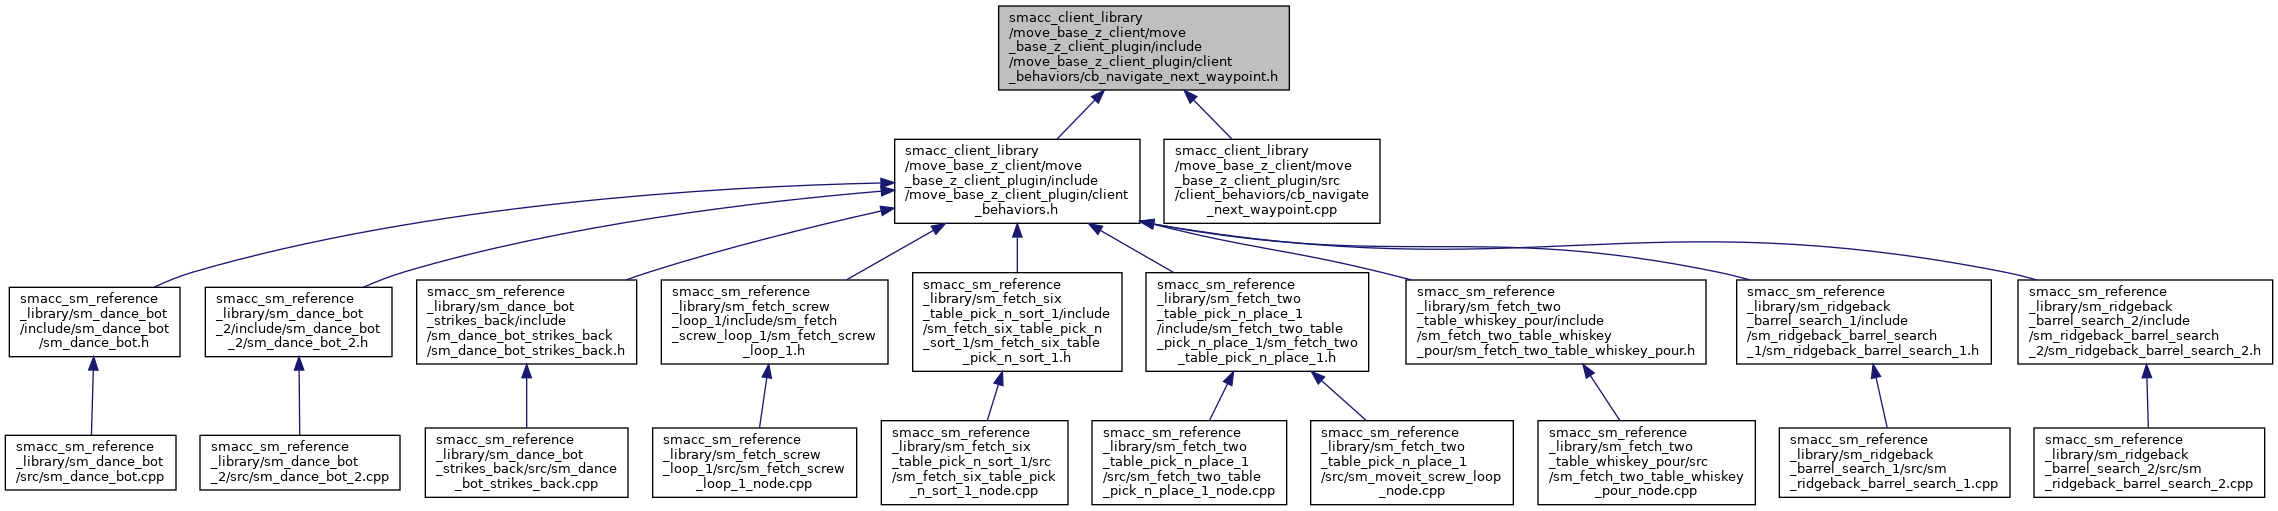 smacc_client_library
/move_base_z_client/move
_base_z_client_plugin/include
/move_base_z_client_plugin/client
_behaviors/cb_navigate_next_waypoint.h
smacc_client_library
/move_base_z_client/move
_base_z_client_plugin/include
/move_base_z_client_plugin/client
_behaviors.h
smacc_client_library
/move_base_z_client/move
_base_z_client_plugin/src
/client_behaviors/cb_navigate
_next_waypoint.cpp
smacc_sm_reference
_library/sm_dance_bot
/include/sm_dance_bot
/sm_dance_bot.h
smacc_sm_reference
_library/sm_dance_bot
_2/include/sm_dance_bot
_2/sm_dance_bot_2.h
smacc_sm_reference
_library/sm_dance_bot
_strikes_back/include
/sm_dance_bot_strikes_back
/sm_dance_bot_strikes_back.h
smacc_sm_reference
_library/sm_fetch_screw
_loop_1/include/sm_fetch
_screw_loop_1/sm_fetch_screw
_loop_1.h
smacc_sm_reference
_library/sm_fetch_six
_table_pick_n_sort_1/include
/sm_fetch_six_table_pick_n
_sort_1/sm_fetch_six_table
_pick_n_sort_1.h
smacc_sm_reference
_library/sm_fetch_two
_table_pick_n_place_1
/include/sm_fetch_two_table
_pick_n_place_1/sm_fetch_two
_table_pick_n_place_1.h
smacc_sm_reference
_library/sm_fetch_two
_table_whiskey_pour/include
/sm_fetch_two_table_whiskey
_pour/sm_fetch_two_table_whiskey_pour.h
smacc_sm_reference
_library/sm_ridgeback
_barrel_search_1/include
/sm_ridgeback_barrel_search
_1/sm_ridgeback_barrel_search_1.h
smacc_sm_reference
_library/sm_ridgeback
_barrel_search_2/include
/sm_ridgeback_barrel_search
_2/sm_ridgeback_barrel_search_2.h
smacc_sm_reference
_library/sm_dance_bot
/src/sm_dance_bot.cpp
smacc_sm_reference
_library/sm_dance_bot
_2/src/sm_dance_bot_2.cpp
smacc_sm_reference
_library/sm_dance_bot
_strikes_back/src/sm_dance
_bot_strikes_back.cpp
smacc_sm_reference
_library/sm_fetch_screw
_loop_1/src/sm_fetch_screw
_loop_1_node.cpp
smacc_sm_reference
_library/sm_fetch_six
_table_pick_n_sort_1/src
/sm_fetch_six_table_pick
_n_sort_1_node.cpp
smacc_sm_reference
_library/sm_fetch_two
_table_pick_n_place_1
/src/sm_fetch_two_table
_pick_n_place_1_node.cpp
smacc_sm_reference
_library/sm_fetch_two
_table_pick_n_place_1
/src/sm_moveit_screw_loop
_node.cpp
smacc_sm_reference
_library/sm_fetch_two
_table_whiskey_pour/src
/sm_fetch_two_table_whiskey
_pour_node.cpp
smacc_sm_reference
_library/sm_ridgeback
_barrel_search_1/src/sm
_ridgeback_barrel_search_1.cpp
smacc_sm_reference
_library/sm_ridgeback
_barrel_search_2/src/sm
_ridgeback_barrel_search_2.cpp